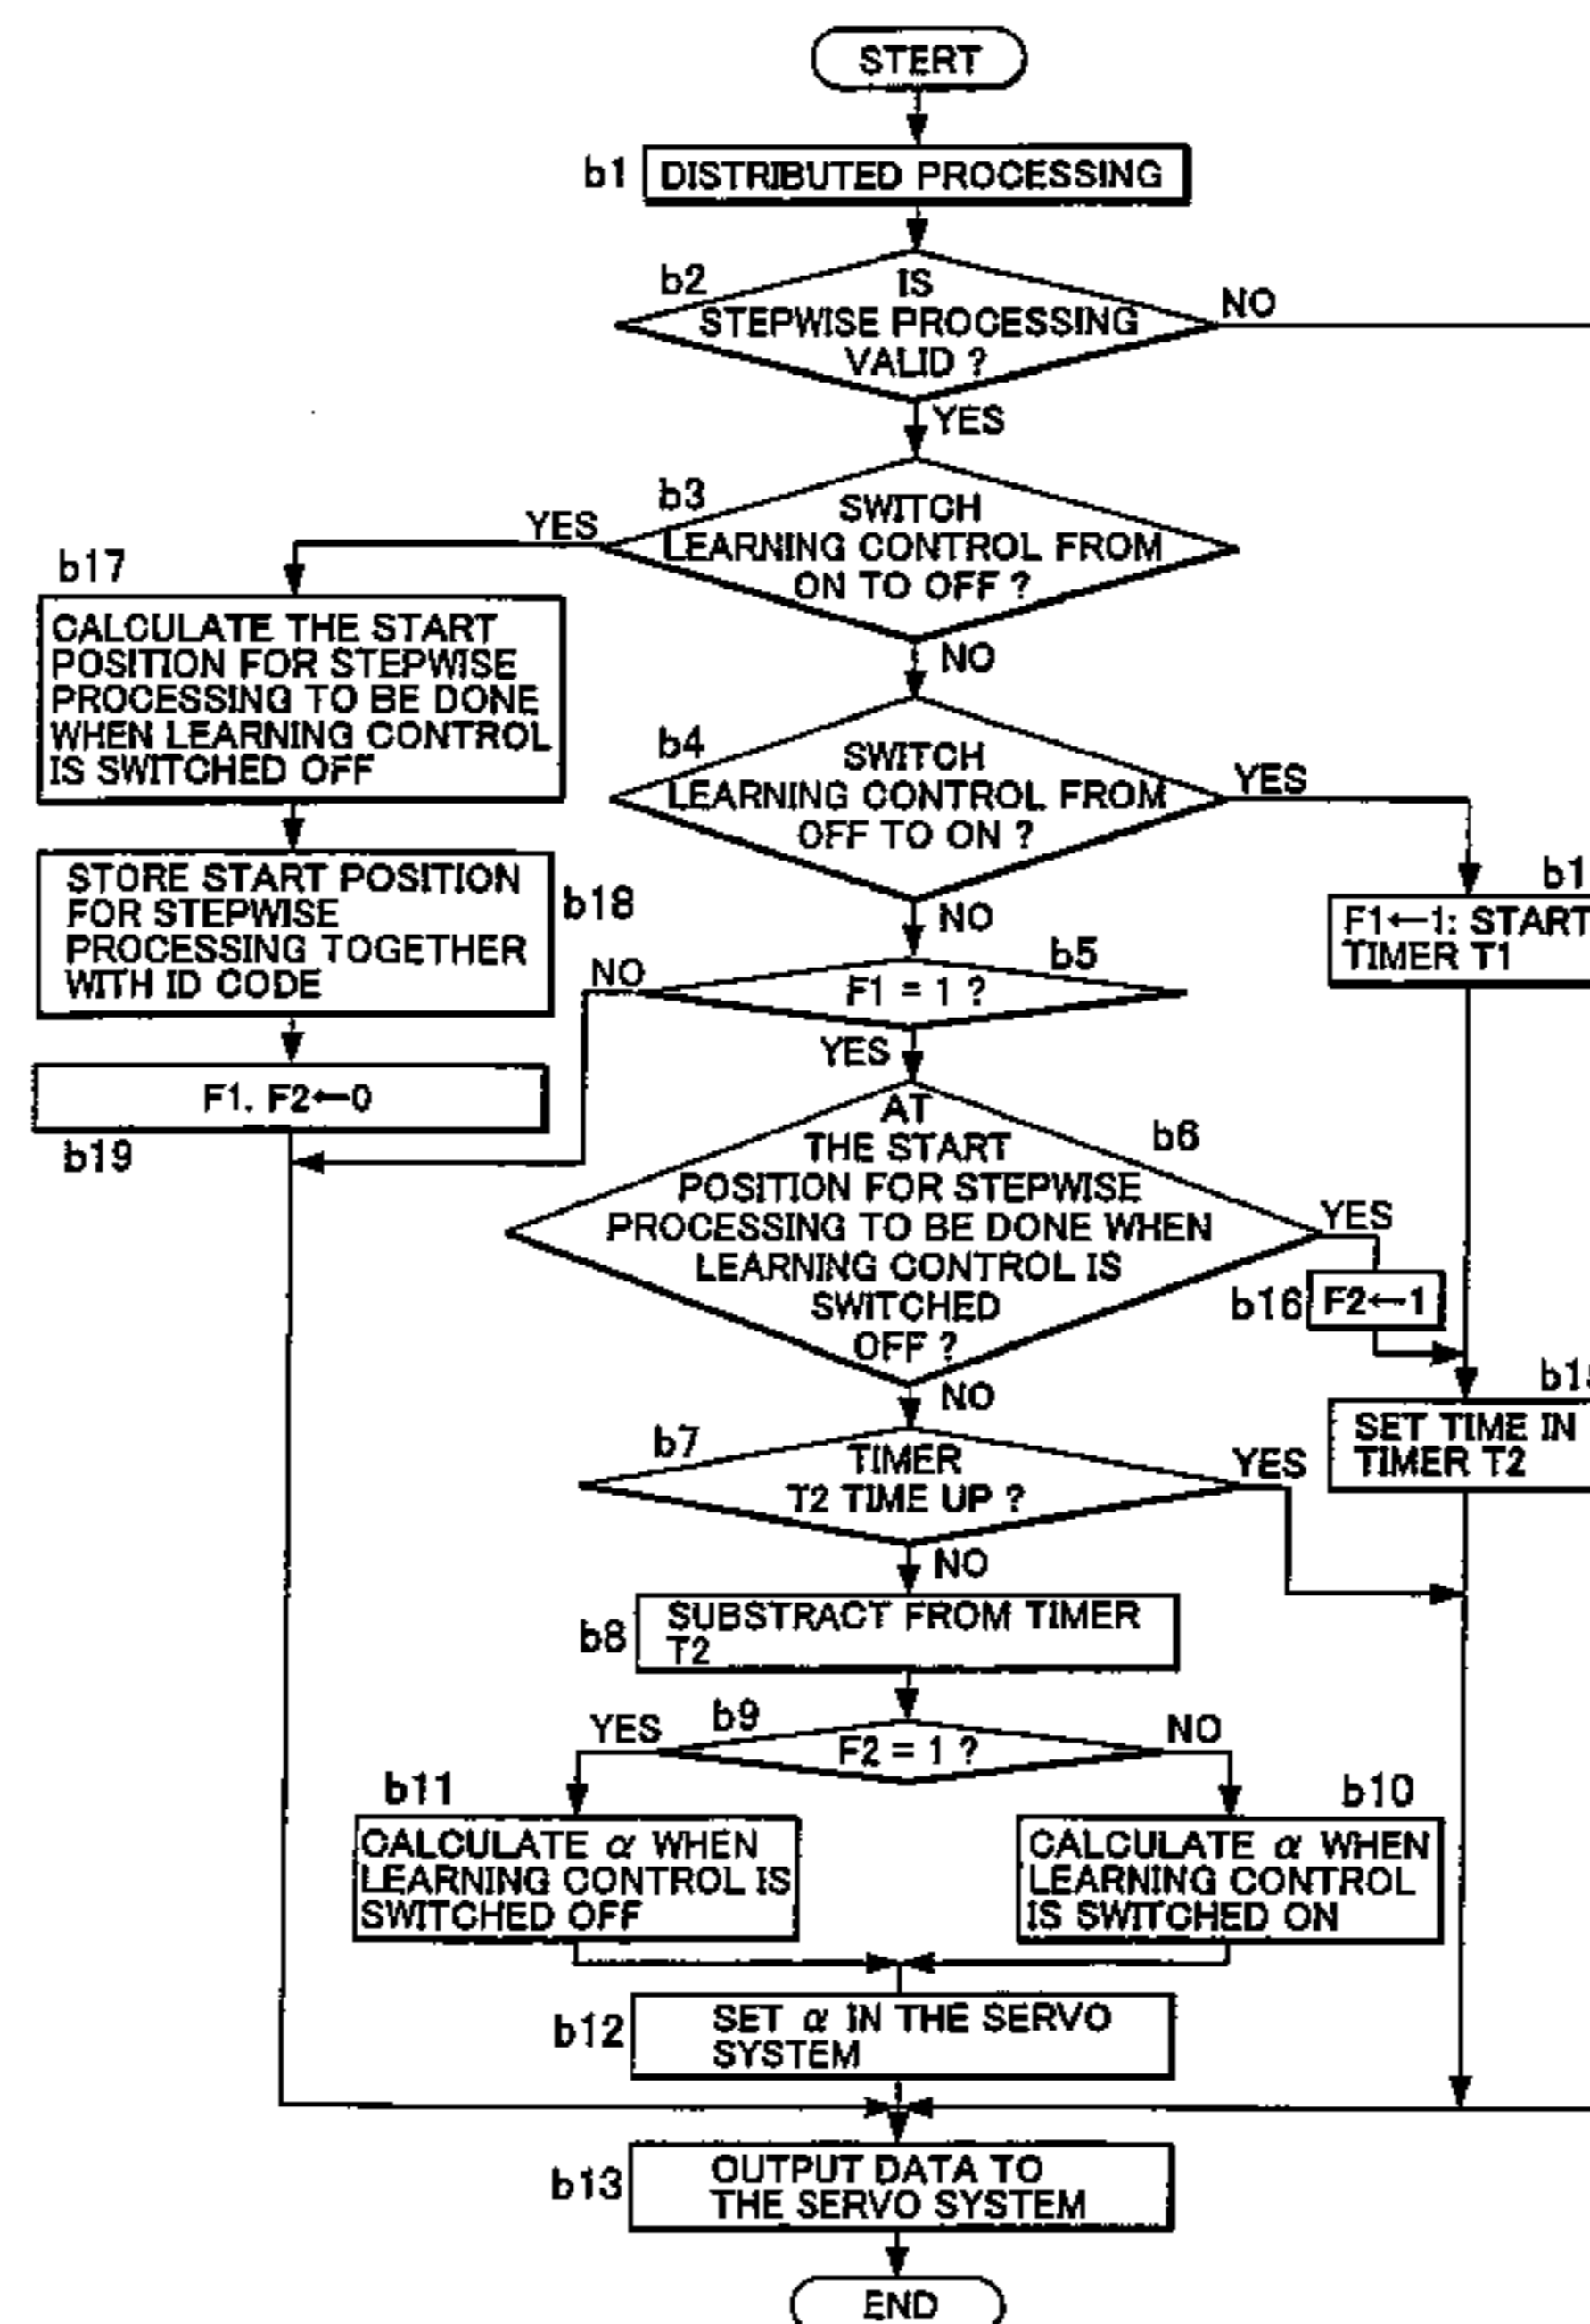 STERT
b1
DISTRIBUTED PROCESSING
b2
IS
STEPWISE PROCESSING
VALID ?
NO
YES
b3
SWITCH
LEARNING CONTROL FROM
ON TO OFF ?
YES
NO
b17
CALCULATE THE START
POSITION FOR STEPWISE
PROCESSING TO BE DONE
WHEN LEARNING CONTROL
IS SWITCHED OFF
b4
SWITCH
LEARNING CONTROL FROM
OFF TO ON ?
YES
NO
b18
STORE START POSITION
FOR STEPWISE
PROCESSING TOGETHER
WITH ID CODE
F1←1: START
TIMER T1
b5
F1 = 1 ?
NO
YES
F1. F2←0
b19
b6
AT
THE START
POSITION FOR STEPWISE
PROCESSING TO BE DONE WHEN
LEARNING CONTROL IS
SWITCHED
OFF ?
YES
NO
b16
F2←1
SET TIME IN
TIMER T2
b7
TIMER
T2 TIME UP ?
YES
NO
b8
SUBSTRACT FROM TIMER
T2
b9
F2 = 1 ?
YES
NO
b11
CALCULATE α WHEN
LEARNING CONTROL IS
SWITCHED OFF
b10
CALCULATE α WHEN
LEARNING CONTROL
IS SWITCHED ON
b12
SET α IN THE SERVO
SYSTEM
b13
OUTPUT DATA TO
THE SERVO SYSTEM
END